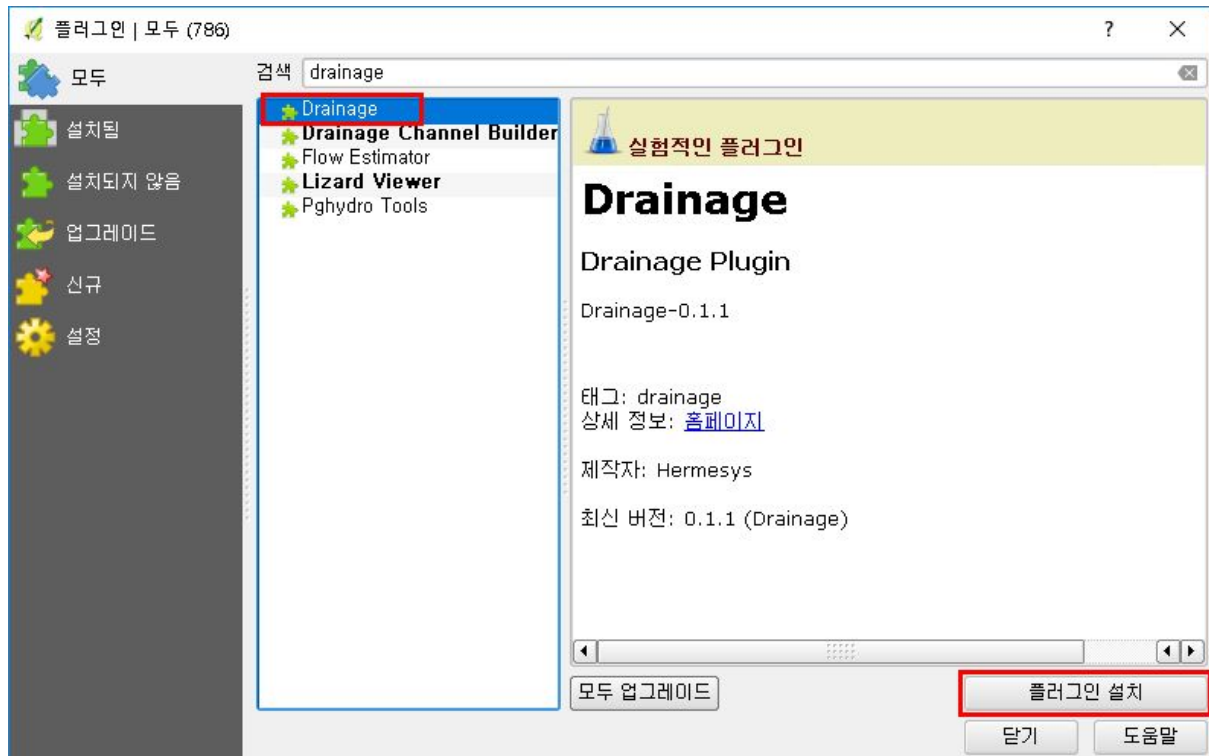 플러그인 | 모두 (786)
?
모두
설치됨
설치되지 않음
업그레이드
신규
설정
검색 drainage
Drainage
Drainage Channel Builder
Flow Estimator
Lizard Viewer
Pghydro Tools
실험적인 플러그인
Drainage
Drainage Plugin
Drainage-0.1.1
태그: drainage
상세 정보: 홈페이지
제작자: Hermesys
최신 버전: 0.1.1 (Drainage)
모두 업그레이드
플러그인 설치
닫기
도움말